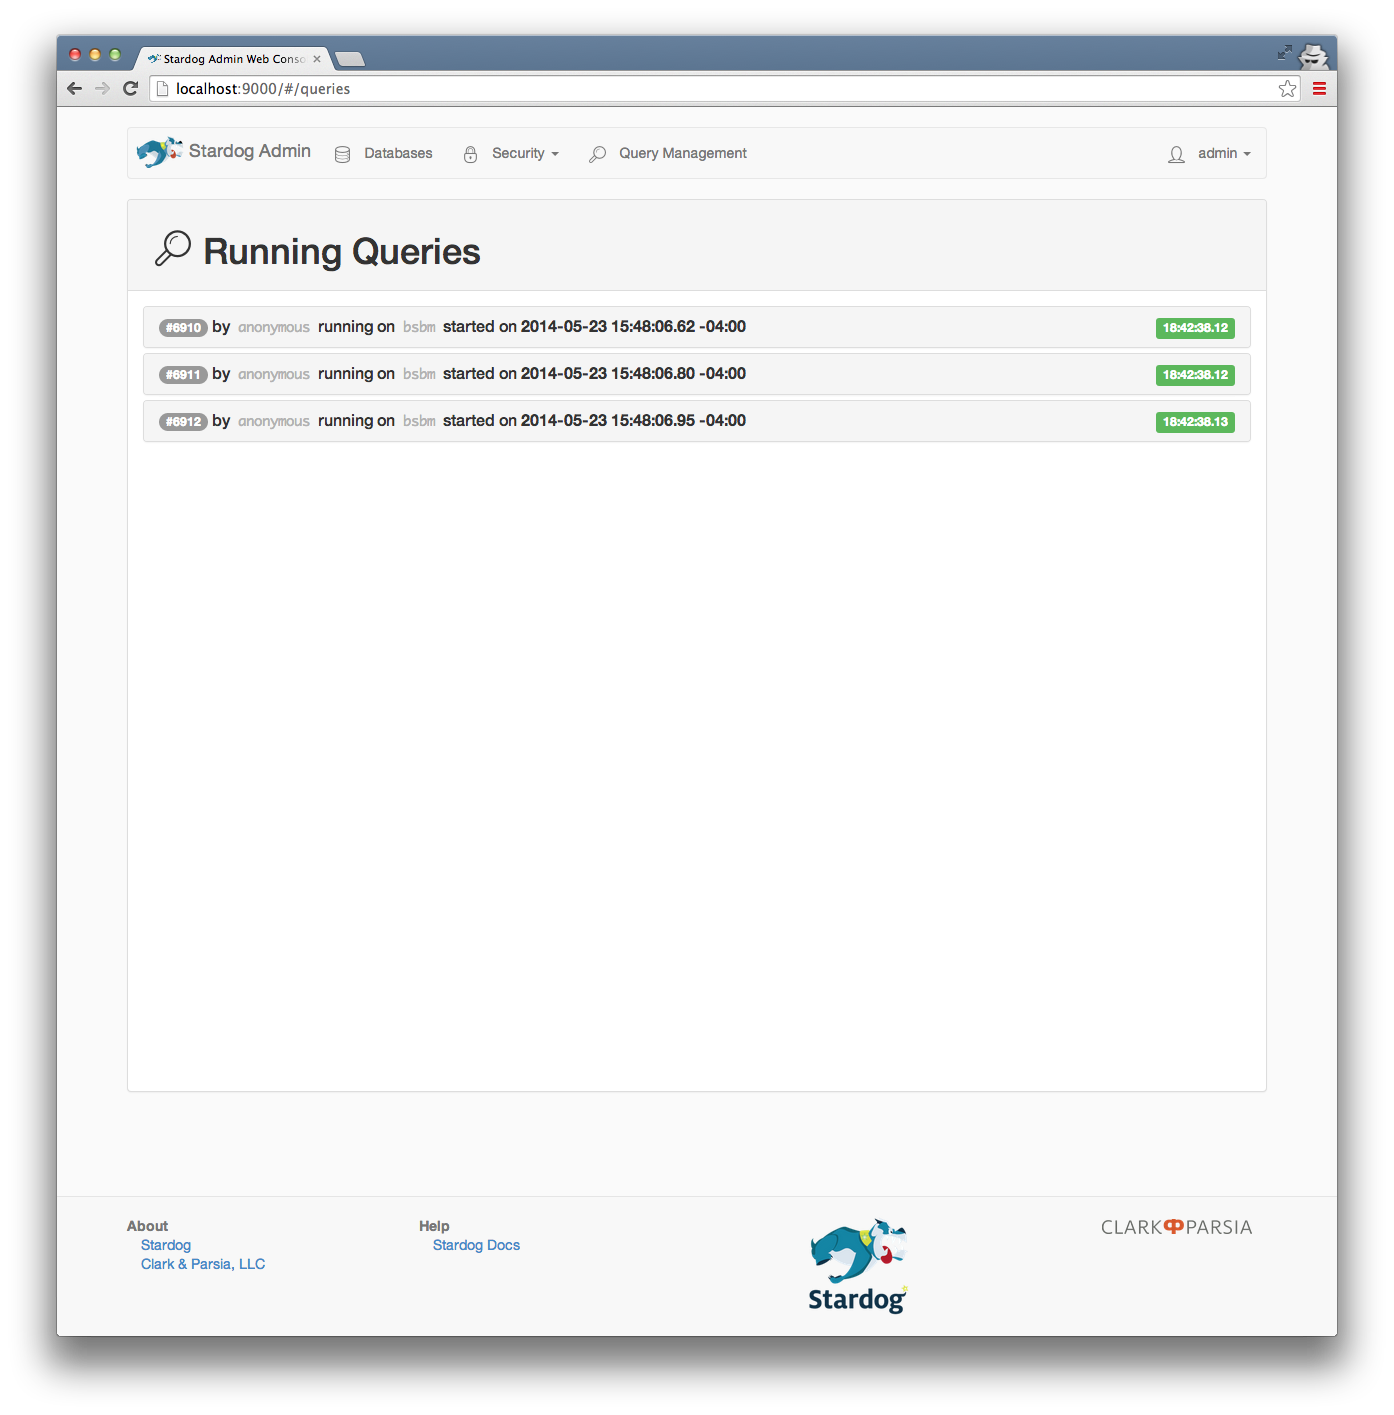 Stardog Admin Web Conso
localhost:9000/#/queries
Stardog Admin Databases Security Query Management admin
Running Queries
#6910 by anonymous running on bsbm started on 2014-05-23 15:48:06.62 -04:00 18:42:38.12
#6911 by anonymous running on bsbm started on 2014-05-23 15:48:06.80 -04:00 18:42:38.12
#6912 by anonymous running on bsbm started on 2014-05-23 15:48:06.95 -04:00 18:42:38.13
About
Stardog
Clark & Parsia, LLC
Help
Stardog Docs
Stardog
CLARK PARSIA